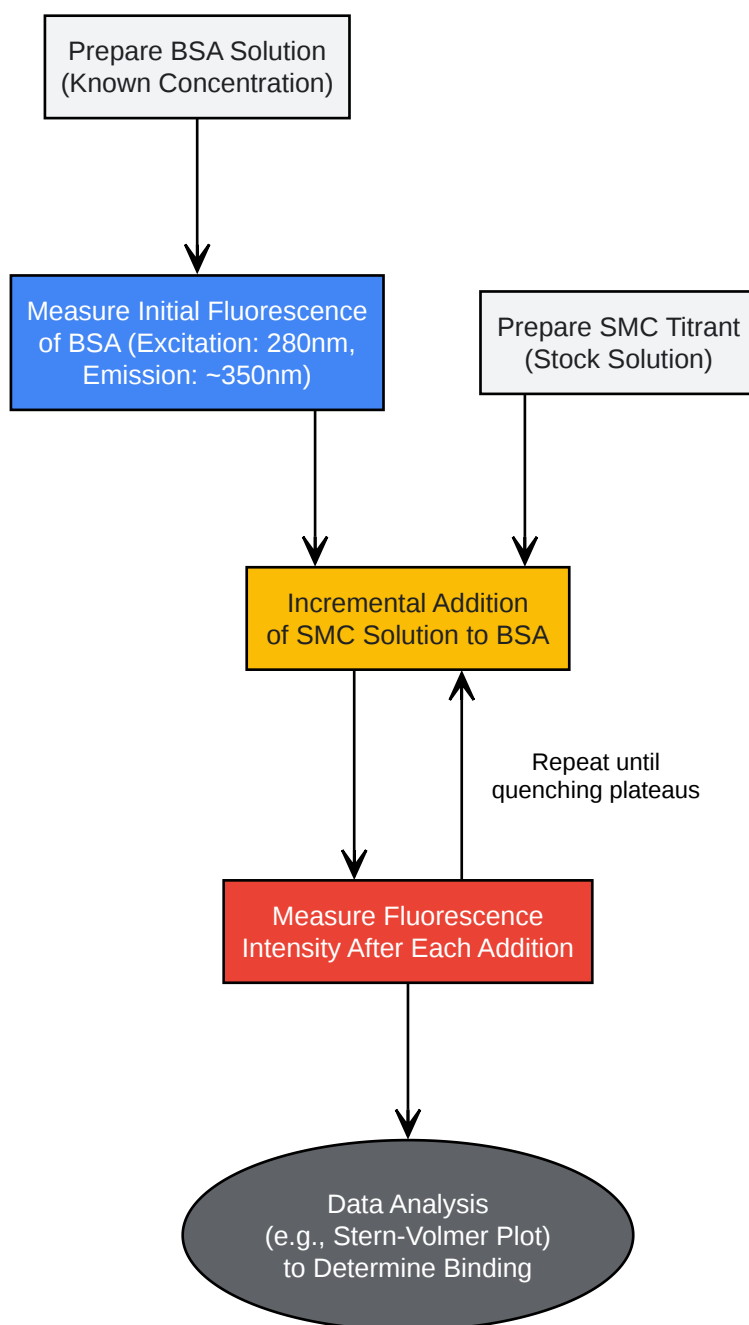 Prepare BSA Solution
(Known Concentration)
Measure Initial Fluorescence
of BSA (Excitation: 280nm,
Emission: ~350nm)
Prepare SMC Titrant
(Stock Solution)
Incremental Addition
of SMC Solution to BSA
Repeat until
quenching plateaus
Measure Fluorescence
Intensity After Each Addition
Data Analysis
(e.g., Stern-Volmer Plot)
to Determine Binding